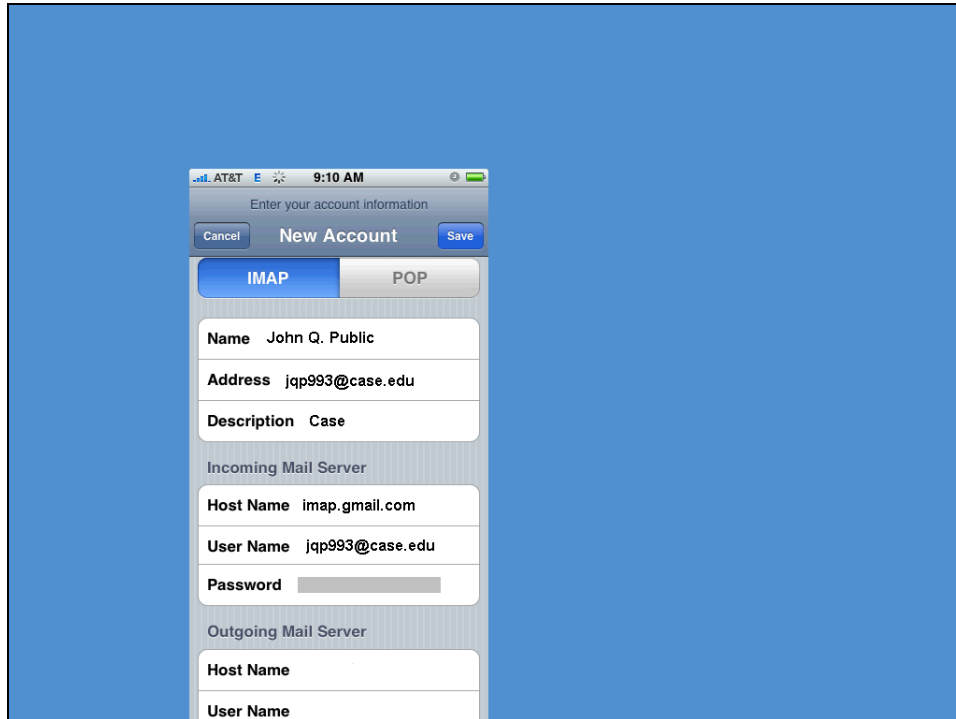 AT&T E 9:10 AM
Enter your account information
Cancel New Account Save
IMAP POP
Name John Q. Public
Address jqp993@case.edu
Description Case
Incoming Mail Server
Host Name imap.gmail.com
User Name jqp993@case.edu
Password
Outgoing Mail Server
Host Name
User Name